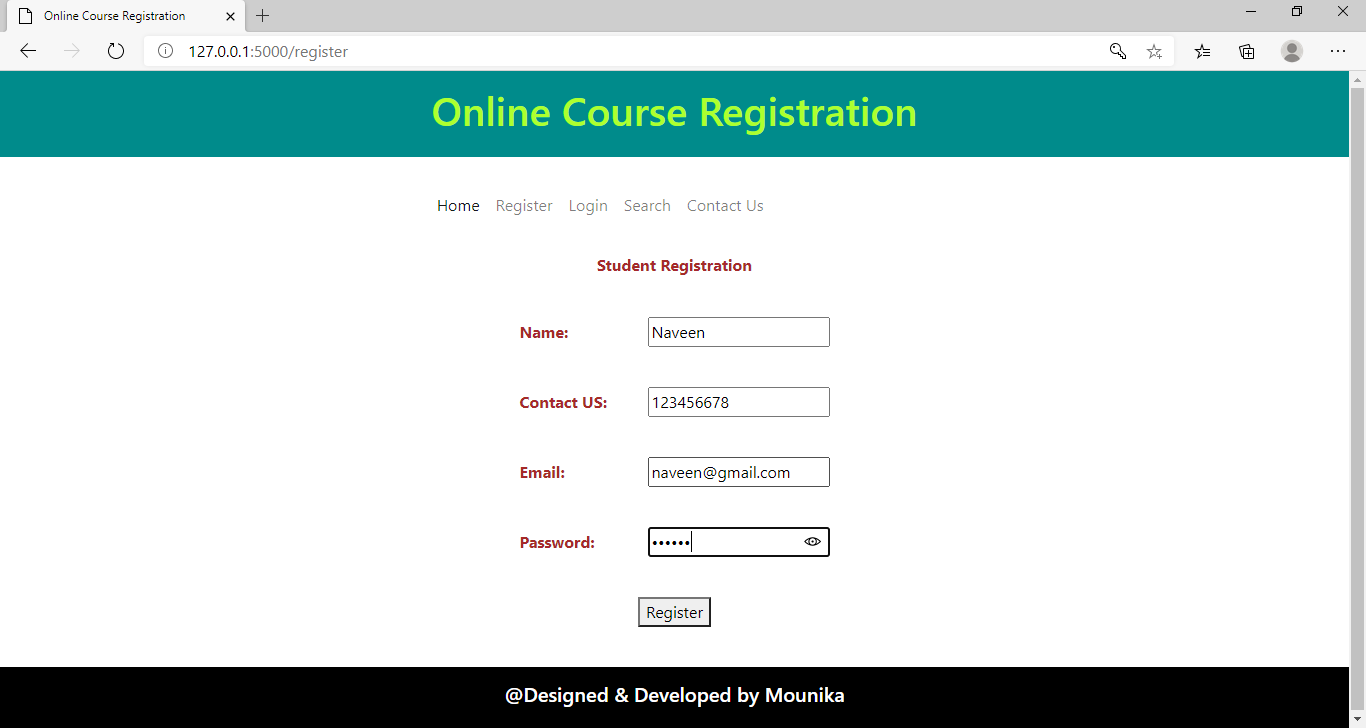 Online Course Registration
127.0.0.1:5000/register
Online Course Registration
Home Register Login Search Contact Us
Student Registration
Name: Naveen
Contact US: 123456678
Email: naveen@gmail.com
Password: ••••••
Register
@Designed & Developed by Mounika